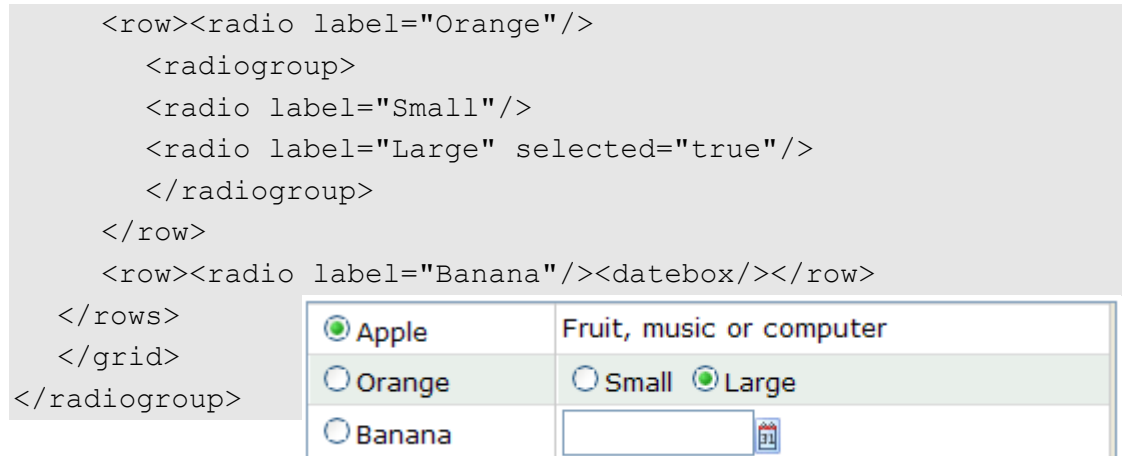 <row><radio label="Orange"/>
<radiogroup>
<radio label="Small"/>
<radio label="Large" selected="true"/>
</radiogroup>
</row>
<row><radio label="Banana"/><datebox/></row>
</rows>
</grid>
</radiogroup>
Apple Fruit, music or computer
Orange Small Large
Banana 31